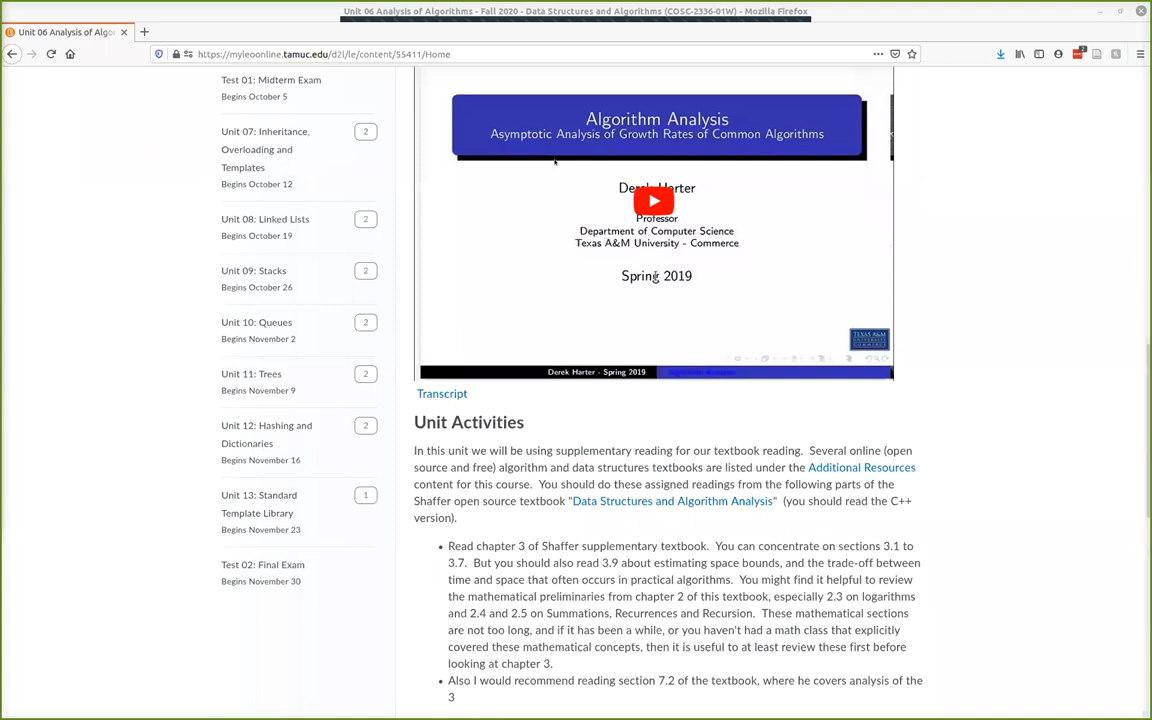 Unit 06 Analysis of Algorithms - Fall 2020 - Data Structures and Algorithms (COSC-2336-01W) - Mozilla Firefox
Unit 06 Analysis of Algor
https://myleoonline.tamuc.edu/d2l/le/content/55411/Home
Test 01: Midterm Exam
Begins October 5
Unit 07: Inheritance, 2
Overloading and
Templates
Begins October 12
Unit 08: Linked Lists 2
Begins October 19
Unit 09: Stacks 2
Begins October 26
Unit 10: Queues 2
Begins November 2
Unit 11: Trees 2
Begins November 9
Unit 12: Hashing and 2
Dictionaries
Begins November 16
Unit 13: Standard 1
Template Library
Begins November 23
Test 02: Final Exam
Begins November 30
Algorithm Analysis
Asymptotic Analysis of Growth Rates of Common Algorithms
Derek Harter
Professor
Department of Computer Science
Texas A&M University - Commerce
Spring 2019
TEXAS A&M
UNIVERSITY
COMMERCE
Derek Harter - Spring 2019 Algorithm Analysis
Transcript
Unit Activities
In this unit we will be using supplementary reading for our textbook reading. Several online (open
source and free) algorithm and data structures textbooks are listed under the Additional Resources
content for this course. You should do these assigned readings from the following parts of the
Shaffer open source textbook "Data Structures and Algorithm Analysis" (you should read the C++
version).
• Read chapter 3 of Shaffer supplementary textbook. You can concentrate on sections 3.1 to
3.7. But you should also read 3.9 about estimating space bounds, and the trade-off between
time and space that often occurs in practical algorithms. You might find it helpful to review
the mathematical preliminaries from chapter 2 of this textbook, especially 2.3 on logarithms
and 2.4 and 2.5 on Summations, Recurrences and Recursion. These mathematical sections
are not too long, and if it has been a while, or you haven't had a math class that explicitly
covered these mathematical concepts, then it is useful to at least review these first before
looking at chapter 3.
• Also I would recommend reading section 7.2 of the textbook, where he covers analysis of the
3